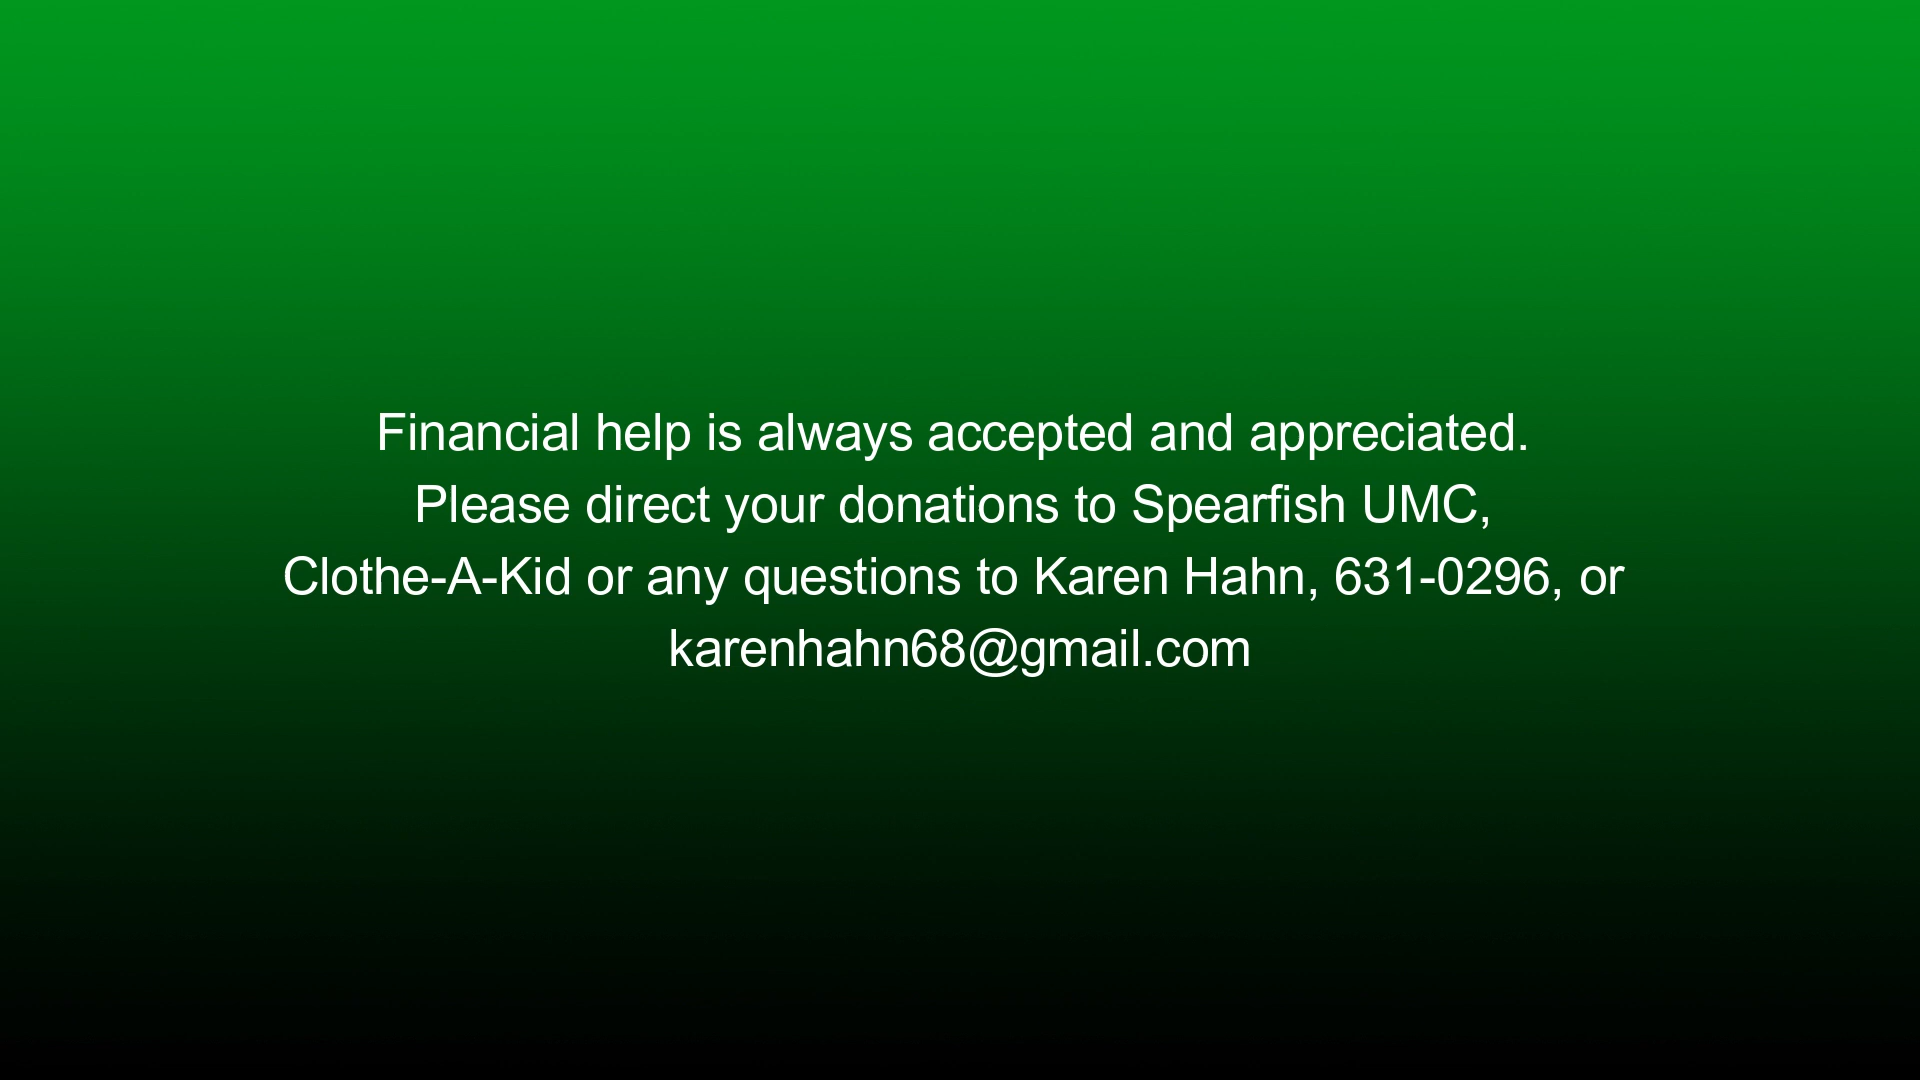 Financial help is always accepted and appreciated.
Please direct your donations to Spearfish UMC,
Clothe-A-Kid or any questions to Karen Hahn, 631-0296, or
karenhahn68@gmail.com